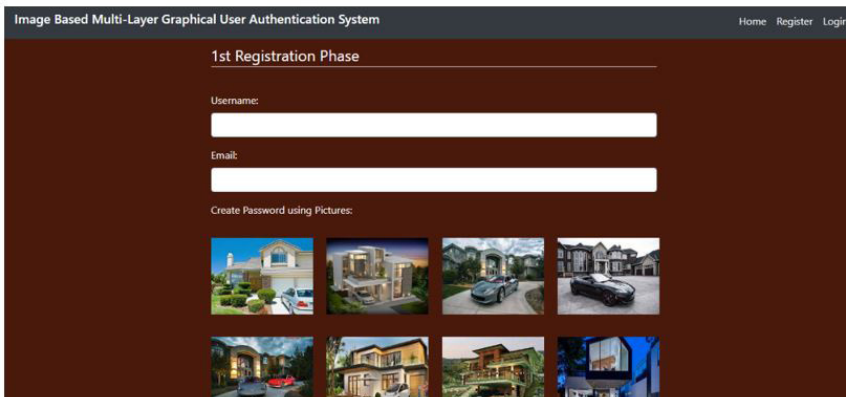 Image Based Multi-Layer Graphical User Authentication System
Home Register Login
1st Registration Phase
Username:
Email:
Create Password using Pictures: